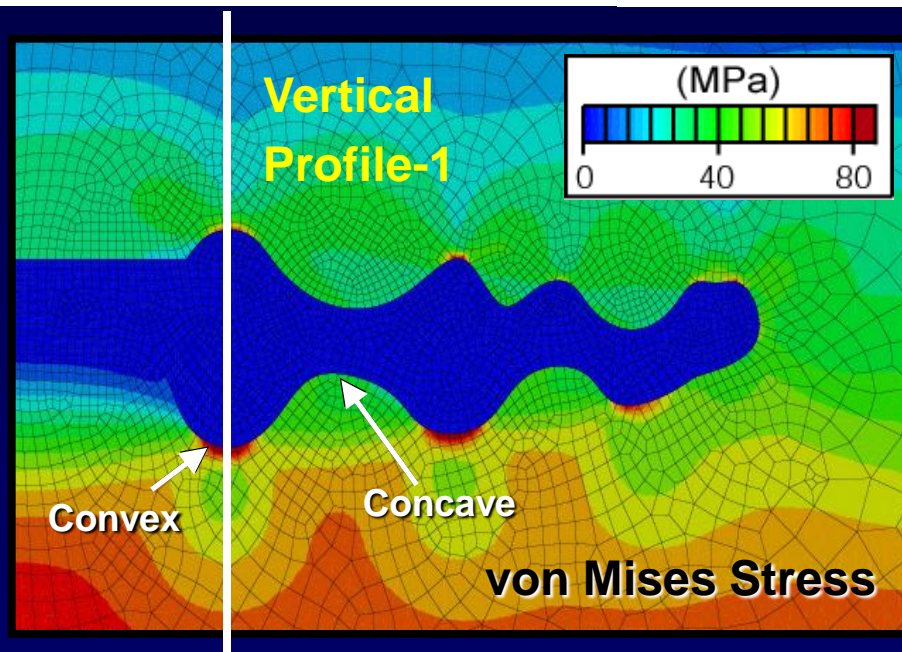 Vertical
Profile-1
(MPa)
0 40 80
Convex
Concave
von Mises Stress